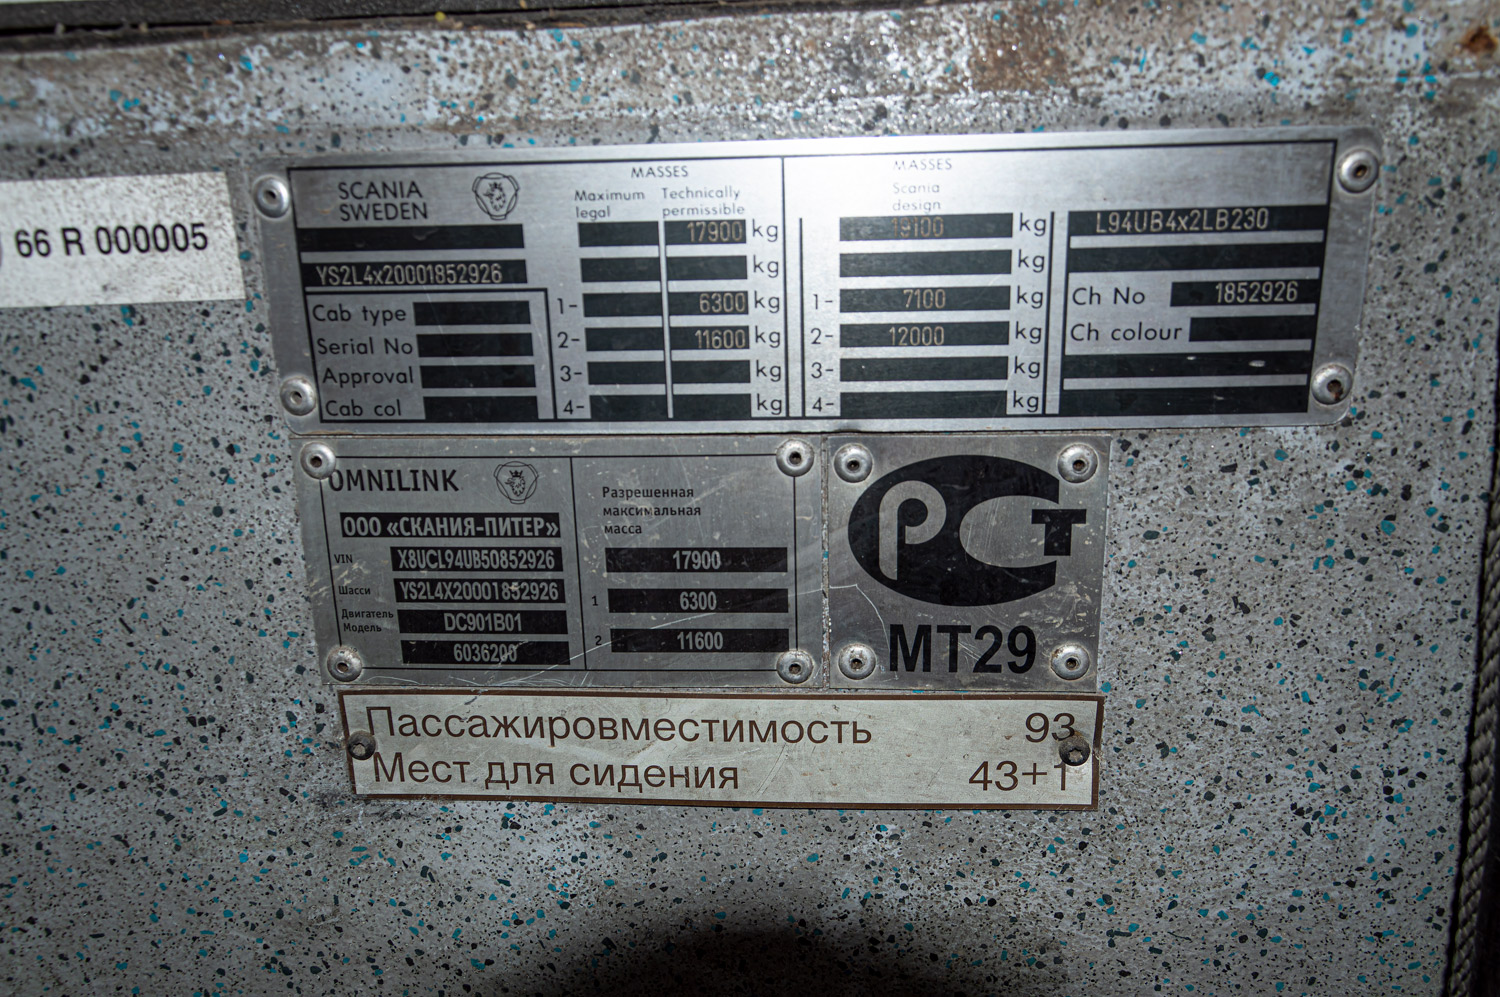 66 R 000005
SCANIA
SWEDEN
YS2L4x20001852926
Cab type
Serial No
Approval
Cab col
MASSES
Maximum legal Technically permissible
17900 kg
kg
1- 6300 kg
2- 11600 kg
3- kg
4- kg
MASSES
Scania
design
19100 kg
kg
1- 7100 kg
2- 12000 kg
3- kg
4- kg
L94UB4x2LB230
Ch No 1852926
Ch colour
OMNILINK
ООО «СКАНИЯ-ПИТЕР»
VIN X8UCL94UB50852926
Шасси YS2L4X20001852926
Двигатель DC901B01
Модель 6036200
Разрешенная
максимальная
масса
17900
1 6300
2 11600
РСТ
МТ29
Пассажировместимость 93
Мест для сидения 43+1